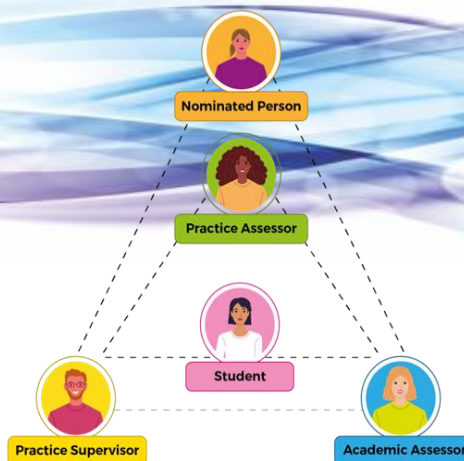 Nominated Person
Practice Assessor
Student
Practice Supervisor
Academic Assessor